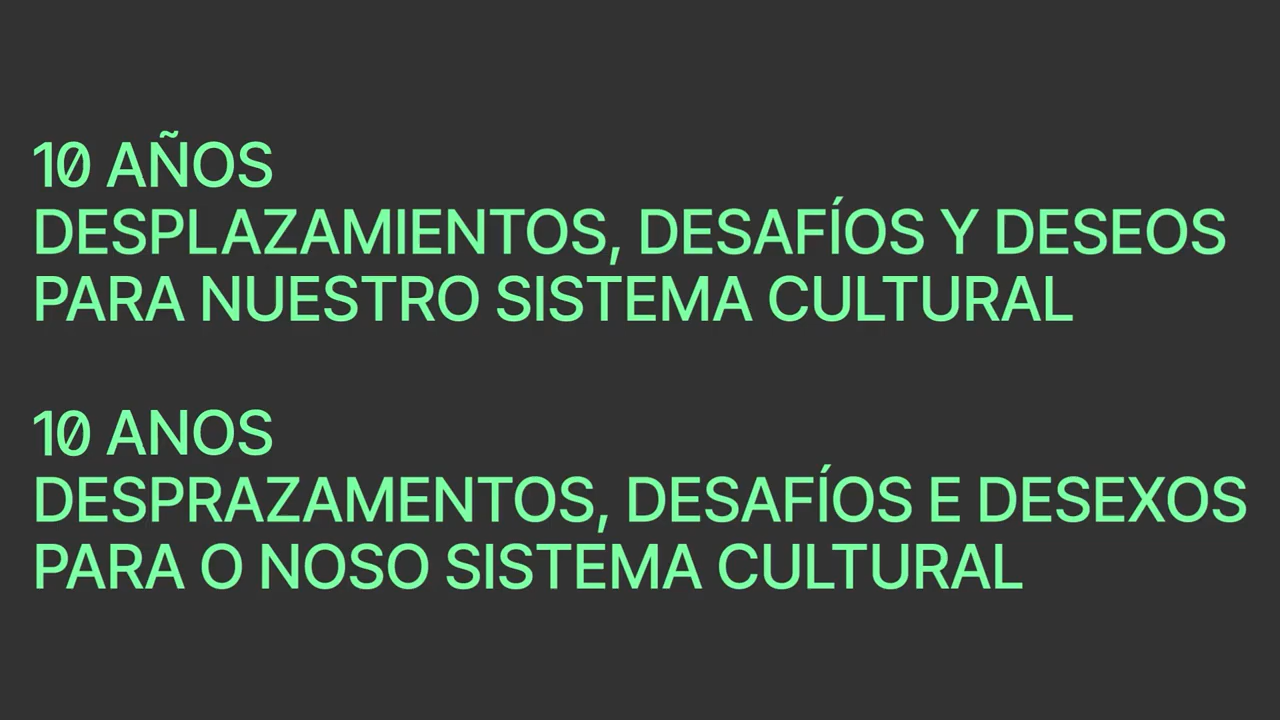 10 AÑOS
DESPLAZAMIENTOS, DESAFÍOS Y DESEOS
PARA NUESTRO SISTEMA CULTURAL
10 ANOS
DESPRAZAMENTOS, DESAFÍOS E DESEXOS
PARA O NOSO SISTEMA CULTURAL